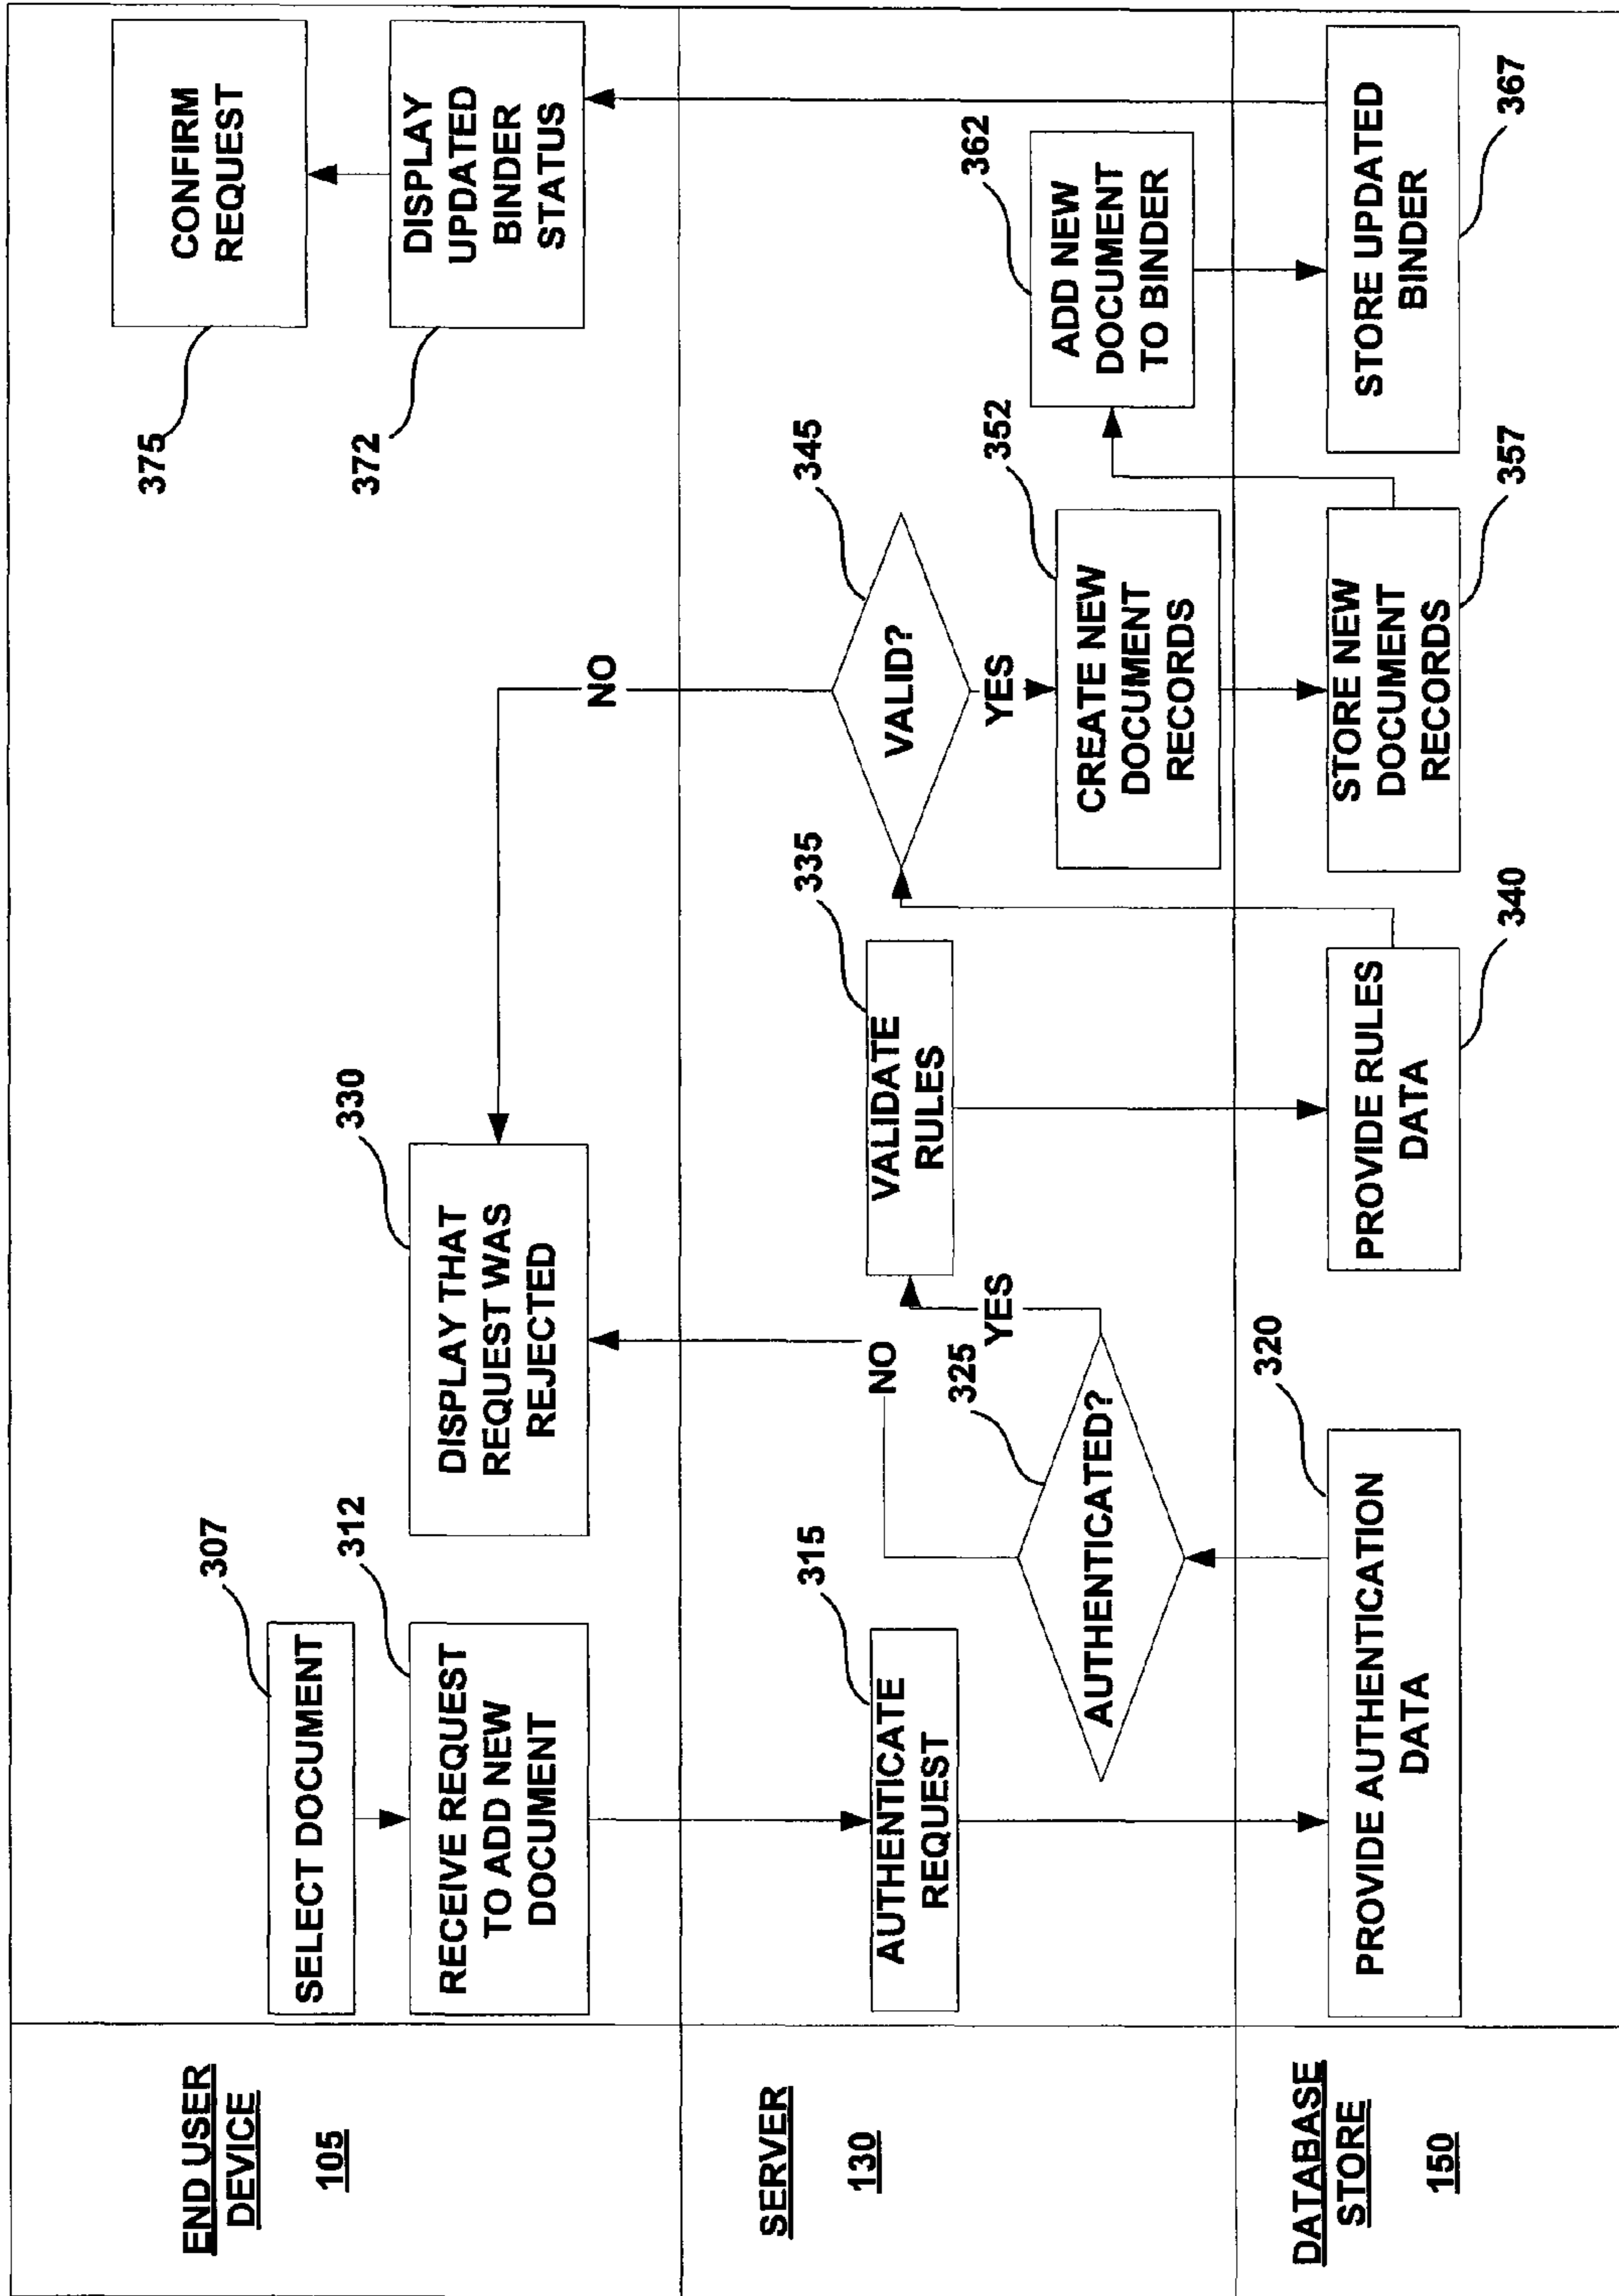 END USER
DEVICE
105
307
SELECT DOCUMENT
312
RECEIVE REQUEST
TO ADD NEW
DOCUMENT
330
DISPLAY THAT
REQUEST WAS
REJECTED
NO
375
CONFIRM
REQUEST
372
DISPLAY
UPDATED
BINDER
STATUS
SERVER
130
315
AUTHENTICATE
REQUEST
NO
325
AUTHENTICATED?
YES
335
VALIDATE
RULES
345
VALID?
YES
352
CREATE NEW
DOCUMENT
RECORDS
362
ADD NEW
DOCUMENT
TO BINDER
DATABASE
STORE
150
320
PROVIDE AUTHENTICATION
DATA
PROVIDE RULES
DATA
340
STORE NEW
DOCUMENT
RECORDS
357
STORE UPDATED
BINDER
367